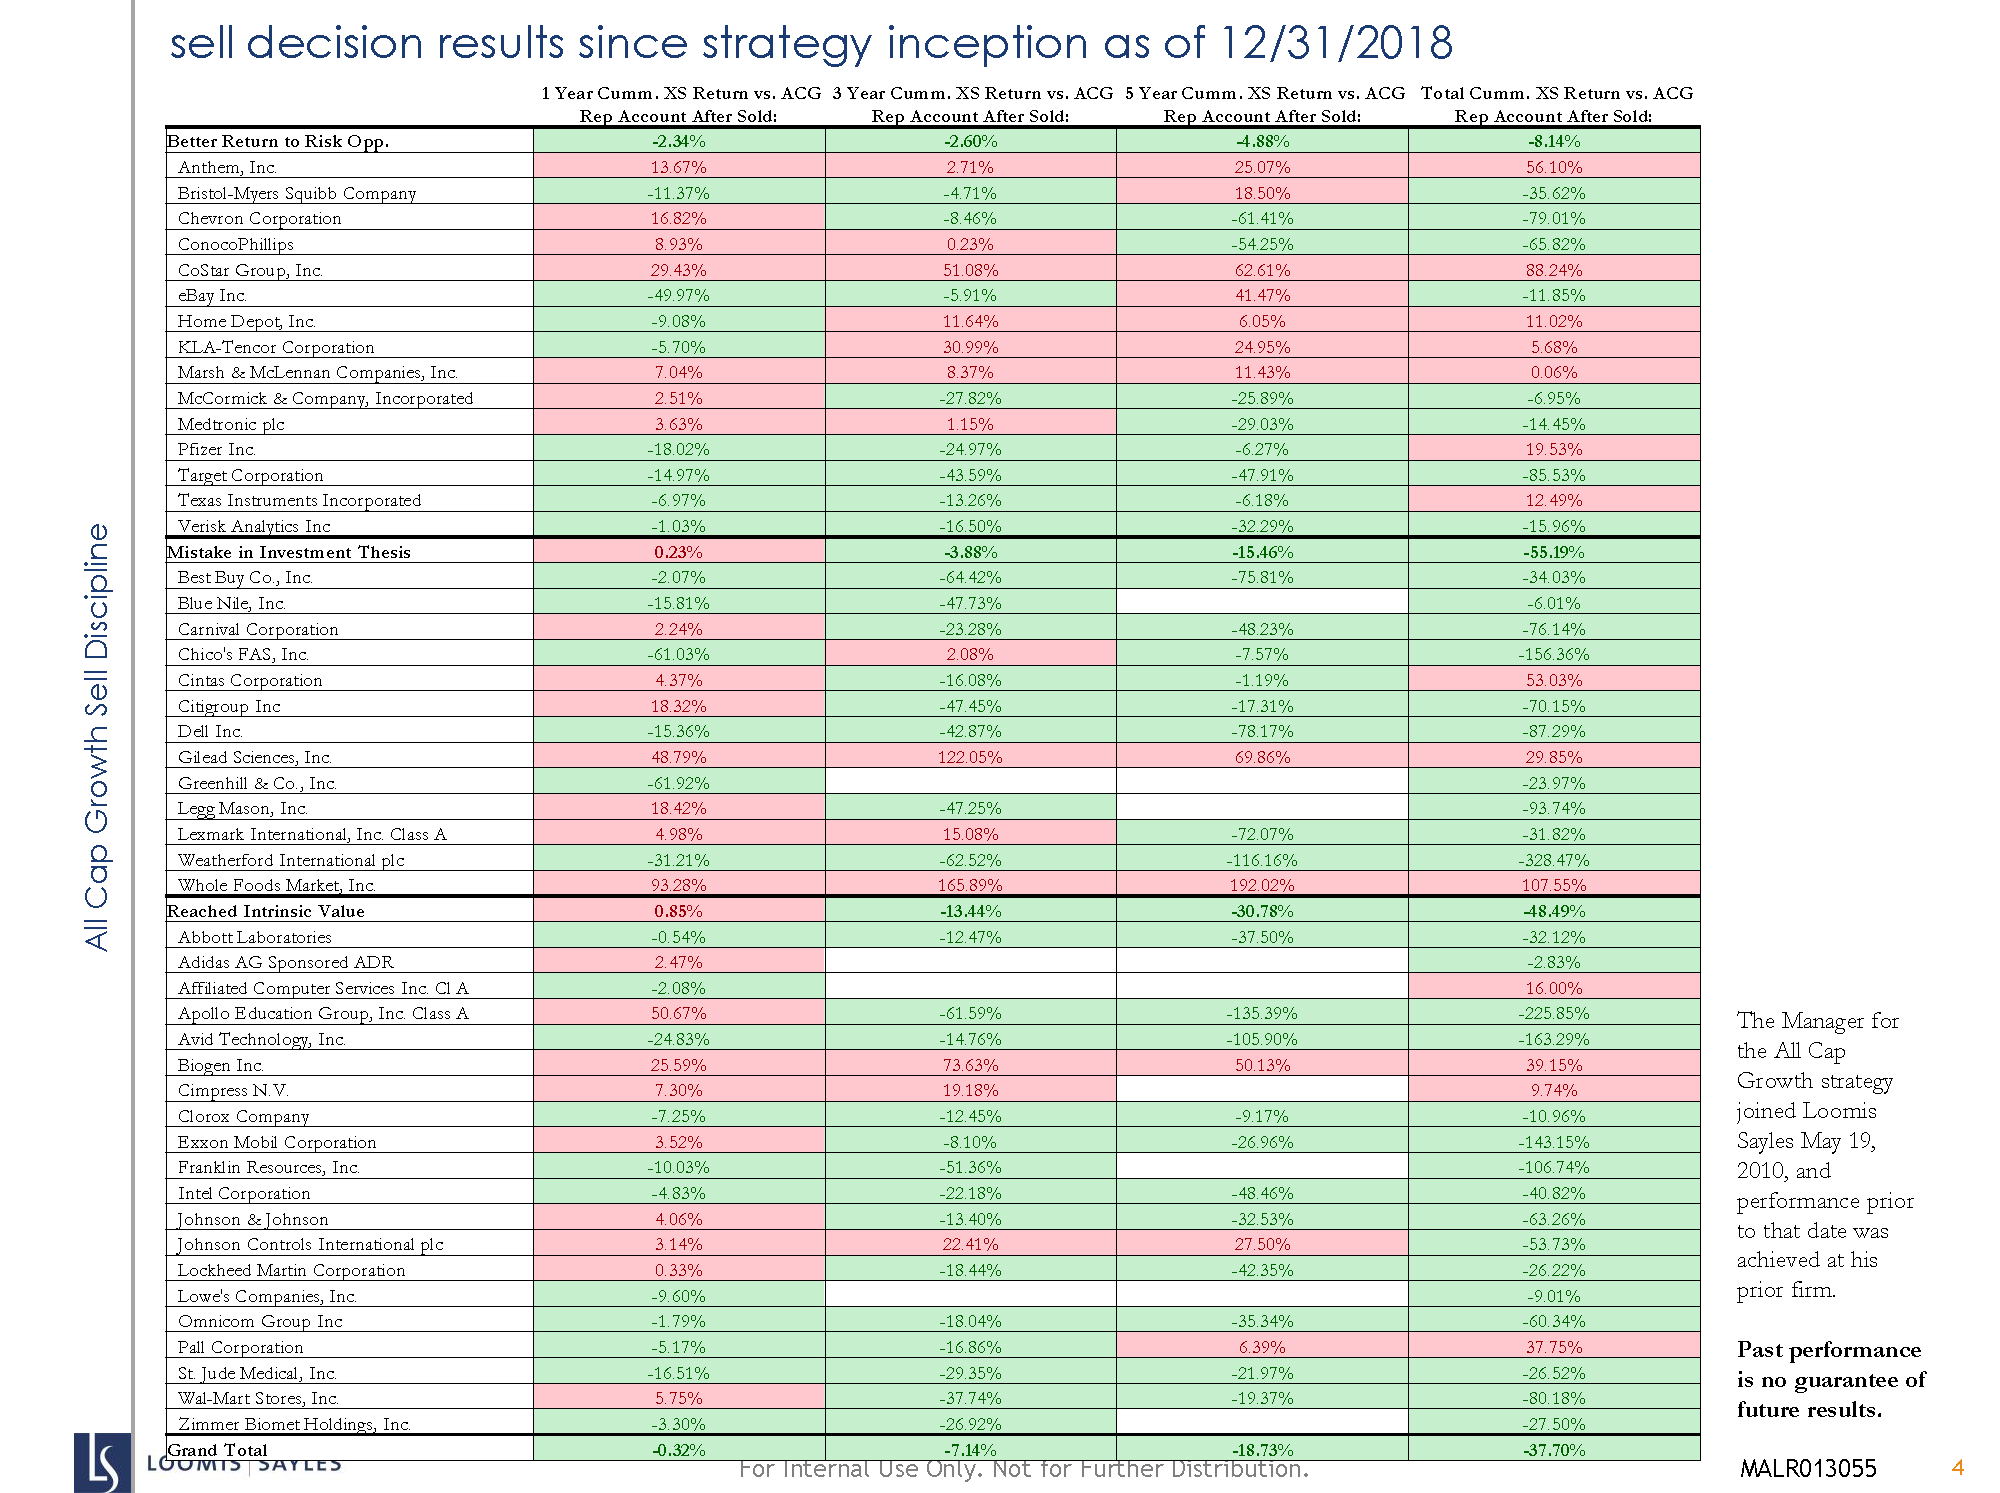 sell decision results since strategy inception as of 12/31/2018
1 Year Cumm. XS Return vs. ACG Rep Account After Sold: 3 Year Cumm. XS Return vs. ACG Rep Account After Sold: 5 Year Cumm. XS Return vs. ACG Rep Account After Sold: Total Cumm. XS Return vs. ACG Rep Account After Sold:
Better Return to Risk Opp. -2.34% -2.60% -4.88% -8.14%
Anthem, Inc. 13.67% 2.71% 25.07% 56.10%
Bristol-Myers Squibb Company -11.37% -4.71% 18.50% -35.62%
Chevron Corporation 16.82% -8.46% -61.41% -79.01%
ConocoPhillips 8.93% 0.23% -54.25% -65.82%
CoStar Group, Inc. 29.43% 51.08% 62.61% 88.24%
eBay Inc. -49.97% -5.91% 41.47% -11.85%
Home Depot, Inc. -9.08% 11.64% 6.05% 11.02%
KLA-Tencor Corporation -5.70% 30.99% 24.95% 5.68%
Marsh & McLennan Companies, Inc. 7.04% 8.37% 11.43% 0.06%
McCormick & Company, Incorporated 2.51% -27.82% -25.89% -6.95%
Medtronic plc 3.63% 1.15% -29.03% -14.45%
Pfizer Inc. -18.02% -24.97% -6.27% 19.53%
Target Corporation -14.97% -43.59% -47.91% -85.53%
Texas Instruments Incorporated -6.97% -13.26% -6.18% 12.49%
Verisk Analytics Inc -1.03% -16.50% -32.29% -15.96%
Mistake in Investment Thesis 0.23% -3.88% -15.46% -55.19%
Best Buy Co., Inc. -2.07% -64.42% -75.81% -34.03%
Blue Nile, Inc. -15.81% -47.73% -6.01%
Carnival Corporation 2.24% -23.28% -48.23% -76.14%
Chico's FAS, Inc. -61.03% 2.08% -7.57% -156.36%
Cintas Corporation 4.37% -16.08% -1.19% 53.03%
Citigroup Inc 18.32% -47.45% -17.31% -70.15%
Dell Inc. -15.36% -42.87% -78.17% -87.29%
Gilead Sciences, Inc. 48.79% 122.05% 69.86% 29.85%
Greenhill & Co., Inc. -61.92% -23.97%
Legg Mason, Inc. 18.42% -47.25% -93.74%
Lexmark International, Inc. Class A 4.98% 15.08% -72.07% -31.82%
Weatherford International plc -31.21% -62.52% -116.16% -328.47%
Whole Foods Market, Inc. 93.28% 165.89% 192.02% 107.55%
Reached Intrinsic Value 0.85% -13.44% -30.78% -48.49%
Abbott Laboratories -0.54% -12.47% -37.50% -32.12%
Adidas AG Sponsored ADR 2.47% -2.83%
Affiliated Computer Services Inc. Cl A -2.08% 16.00%
Apollo Education Group, Inc. Class A 50.67% -61.59% -135.39% -225.85%
Avid Technology, Inc. -24.83% -14.76% -105.90% -163.29%
Biogen Inc. 25.59% 73.63% 50.13% 39.15%
Cimpress N.V. 7.30% 19.18% 9.74%
Clorox Company -7.25% -12.45% -9.17% -10.96%
Exxon Mobil Corporation 3.52% -8.10% -26.96% -143.15%
Franklin Resources, Inc. -10.03% -51.36% -106.74%
Intel Corporation -4.83% -22.18% -48.46% -40.82%
Johnson & Johnson 4.06% -13.40% -32.53% -63.26%
Johnson Controls International plc 3.14% 22.41% 27.50% -53.73%
Lockheed Martin Corporation 0.33% -18.44% -42.35% -26.22%
Lowe's Companies, Inc. -9.60% -9.01%
Omnicom Group Inc -1.79% -18.04% -35.34% -60.34%
Pall Corporation -5.17% -16.86% 6.39% 37.75%
St. Jude Medical, Inc. -16.51% -29.35% -21.97% -26.52%
Wal-Mart Stores, Inc. 5.75% -37.74% -19.37% -80.18%
Zimmer Biomet Holdings, Inc. -3.30% -26.92% -27.50%
Grand Total -0.32% -7.14% -18.73% -37.70%
All Cap Growth Sell Discipline
The Manager for
the All Cap
Growth strategy
joined Loomis
Sayles May 19,
2010, and
performance prior
to that date was
achieved at his
prior firm.
Past performance
is no guarantee of
future results.
LS LOOMIS | SAYLES
For Internal Use Only. Not for Further Distribution.
MALR013055 4